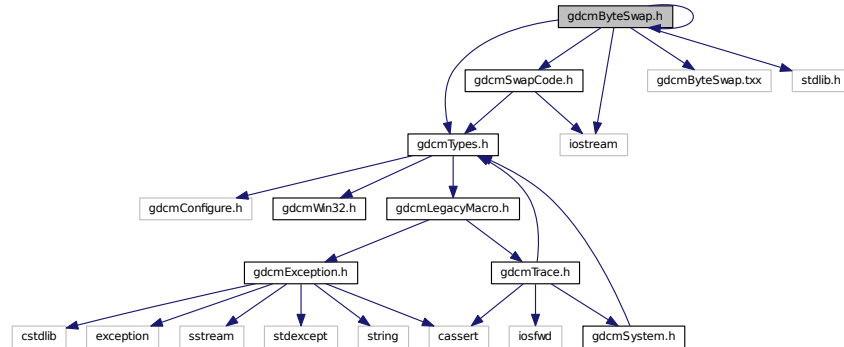 gdcmByteSwap.h
gdcmSwapCode.h
gdcmByteSwap.txx
stdlib.h
gdcmTypes.h
iostream
gdcmConfigure.h
gdcmWin32.h
gdcmLegacyMacro.h
gdcmException.h
gdcmTrace.h
cstdlib
exception
sstream
stdexcept
string
cassert
iosfwd
gdcmSystem.h